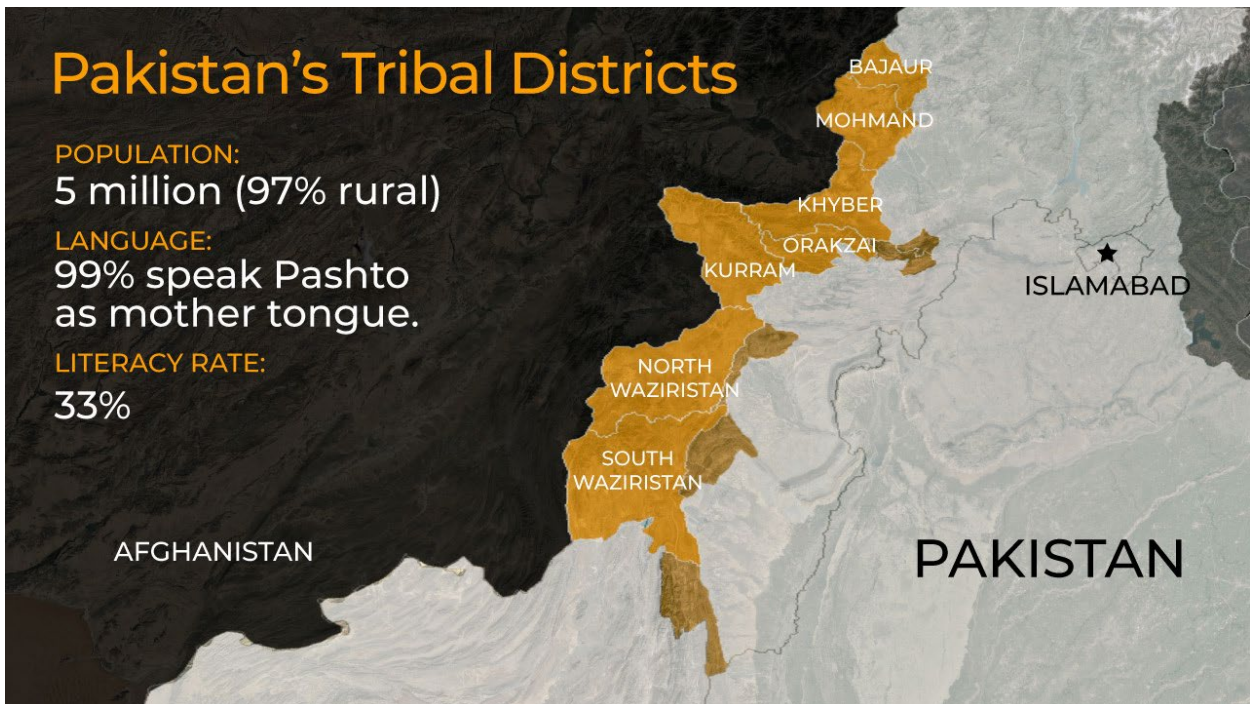 Pakistan's Tribal Districts
POPULATION:
5 million (97% rural)
LANGUAGE:
99% speak Pashto
as mother tongue.
LITERACY RATE:
33%
BAJAUR
MOHMAND
KHYBER
ORAKZAI
KURRAM
ISLAMABAD
NORTH
WAZIRISTAN
SOUTH
WAZIRISTAN
AFGHANISTAN
PAKISTAN